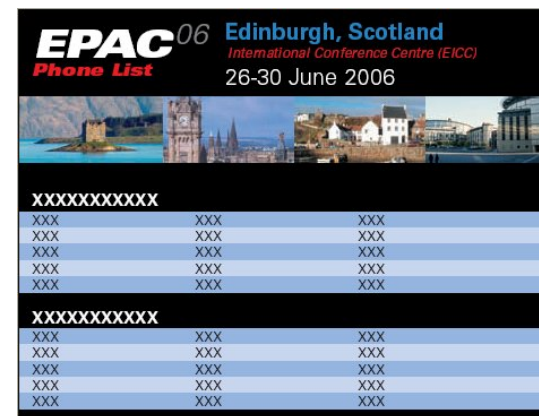 EPAC06
Phone List
Edinburgh, Scotland
International Conference Centre (EICC)
26-30 June 2006
XXXXXXXXXXX
XXX XXX XXX
XXX XXX XXX
XXX XXX XXX
XXX XXX XXX
XXX XXX XXX
XXXXXXXXXXX
XXX XXX XXX
XXX XXX XXX
XXX XXX XXX
XXX XXX XXX
XXX XXX XXX